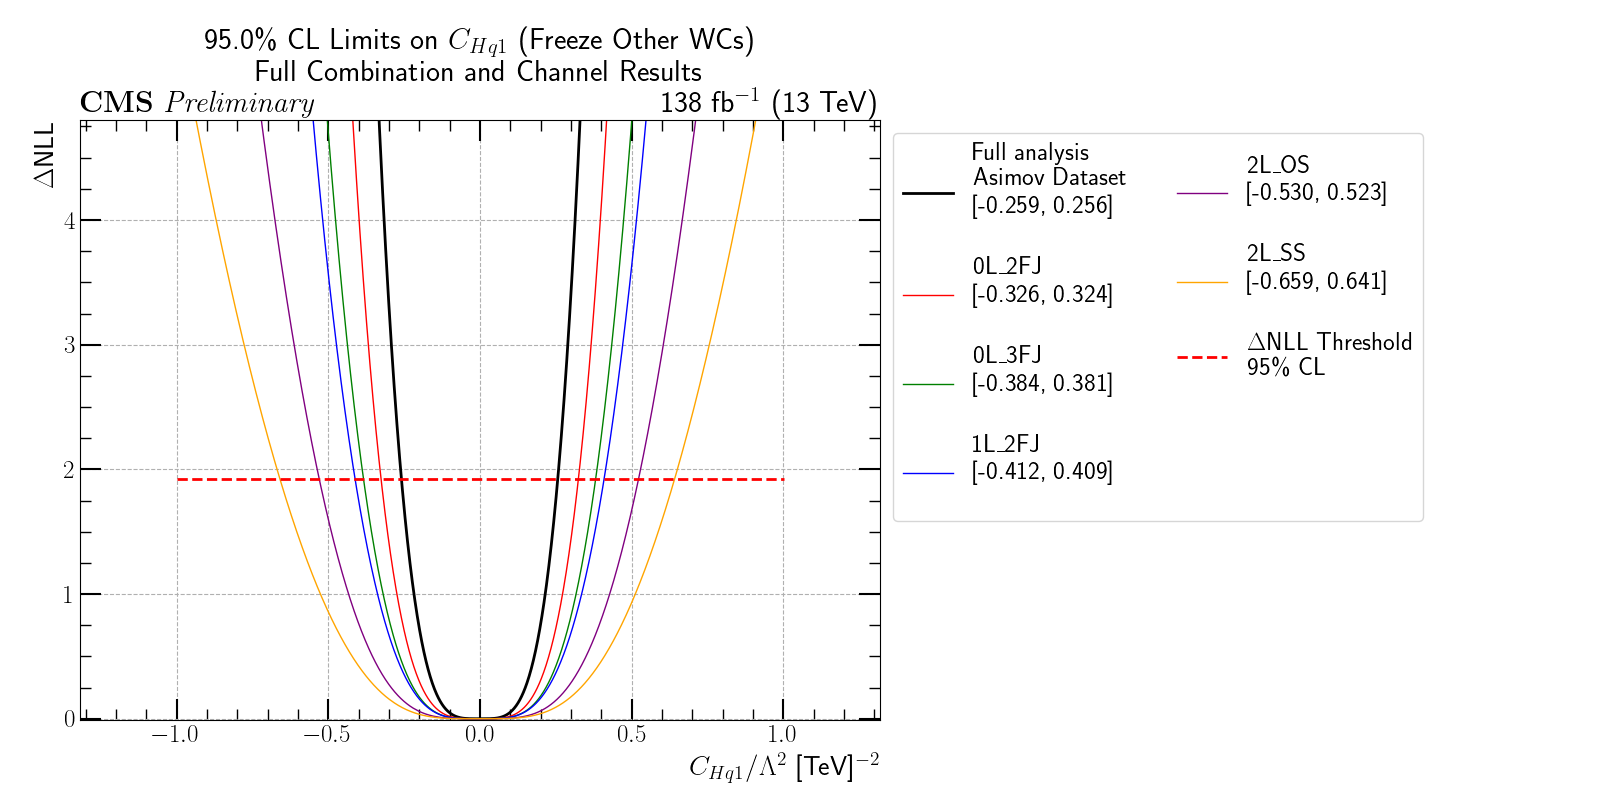 95.0% CL Limits on C_{Hq1} (Freeze Other WCs)
Full Combination and Channel Results
CMS Preliminary 138 fb^{-1} (13 TeV)
ΔNLL
4
3
2
1
0
−1.0 −0.5 0.0 0.5 1.0
C_{Hq1}/Λ^2 [TeV]^{−2}
Full analysis
Asimov Dataset
[-0.259, 0.256]
0L_2FJ
[-0.326, 0.324]
0L_3FJ
[-0.384, 0.381]
1L_2FJ
[-0.412, 0.409]
2L_OS
[-0.530, 0.523]
2L_SS
[-0.659, 0.641]
ΔNLL Threshold
95% CL